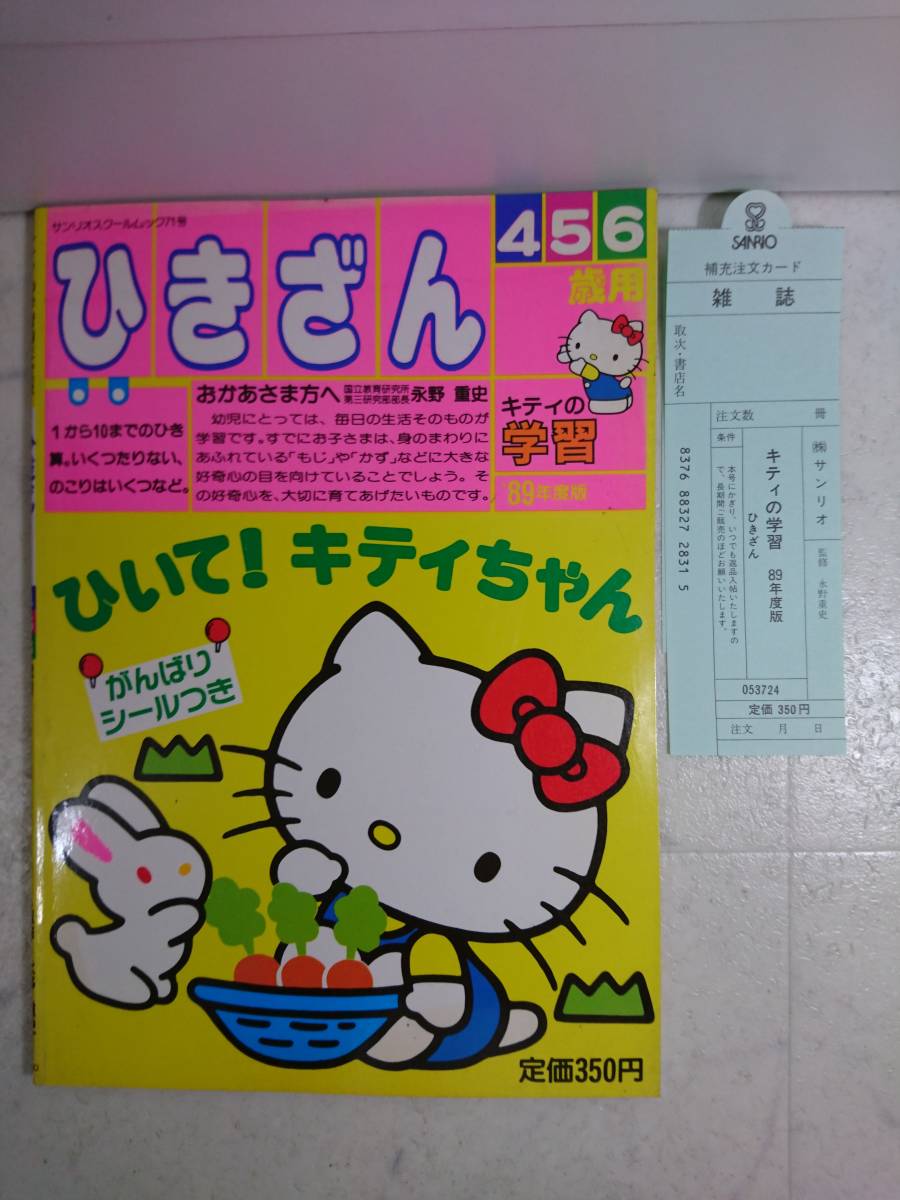 サンリオスクールムック71号
ひきざん
456
歳用
おかあさま方へ 国立教育研究所 第三研究部部長 永野 重史
1から10までのひき
算。いくつたりない、
のこりはいくつなど。
幼児にとっては、毎日の生活そのものが
学習です。すでにお子さまは、身のまわりに
あふれている「もじ」や「かず」などに大きな
好奇心の目を向けていることでしょう。そ
の好奇心を、大切に育てあげたいものです。
キティの
学習
89年度版
ひいて！キティちゃん
がんばり
シールつき
定価350円
SANRIO
補充注文カード
雑誌
取次・書店名
注文数 冊
条件
本号にかぎり、いつでも返品入帖いたしますの
で、長期間ご販売のほどお願いいたします。
㈱サンリオ
監修 永野重史
キティの学習 89年度版
ひきざん
8376 88327 2831 5
053724
定価 350円
注文 月 日